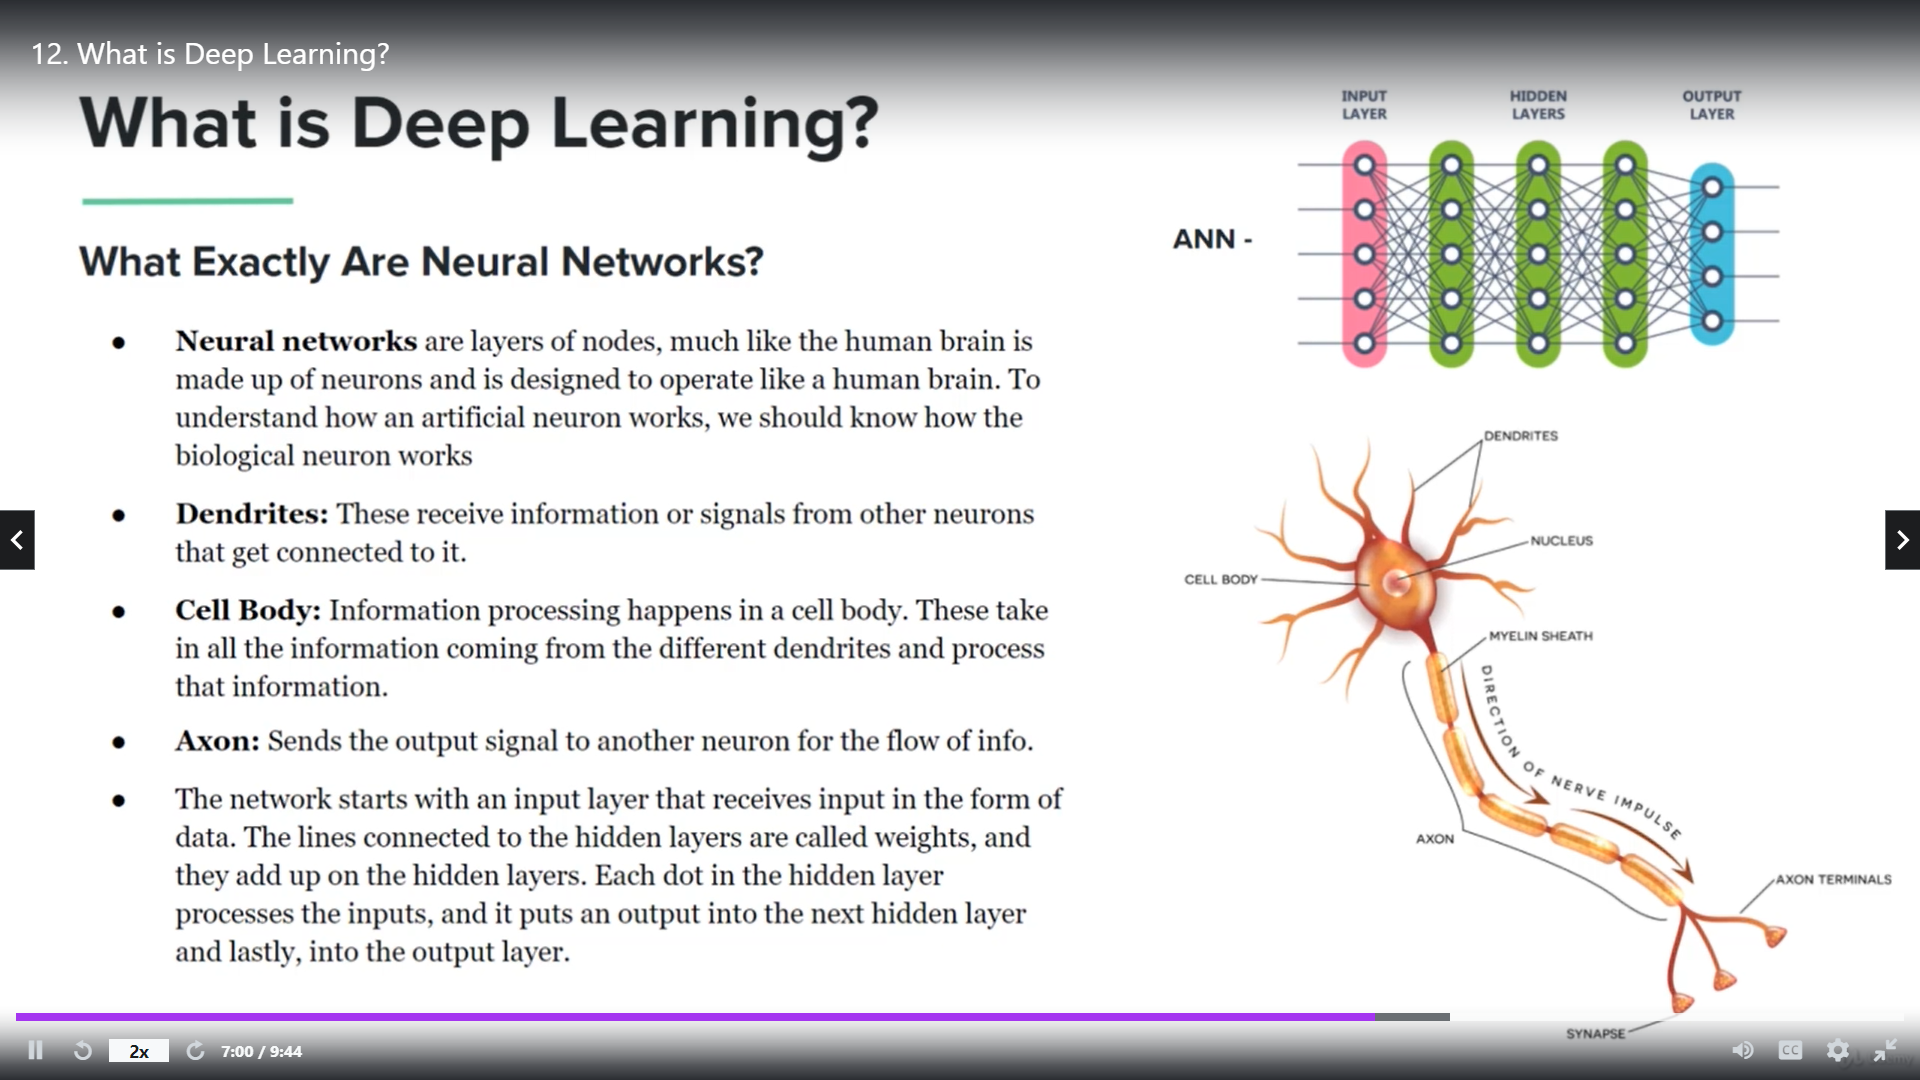 12. What is Deep Learning?
What is Deep Learning?
What Exactly Are Neural Networks?
● Neural networks are layers of nodes, much like the human brain is
made up of neurons and is designed to operate like a human brain. To
understand how an artificial neuron works, we should know how the
biological neuron works
● Dendrites: These receive information or signals from other neurons
that get connected to it.
● Cell Body: Information processing happens in a cell body. These take
in all the information coming from the different dendrites and process
that information.
● Axon: Sends the output signal to another neuron for the flow of info.
● The network starts with an input layer that receives input in the form of
data. The lines connected to the hidden layers are called weights, and
they add up on the hidden layers. Each dot in the hidden layer
processes the inputs, and it puts an output into the next hidden layer
and lastly, into the output layer.
INPUT
LAYER
HIDDEN
LAYERS
OUTPUT
LAYER
ANN -
DENDRITES
NUCLEUS
CELL BODY
MYELIN SHEATH
DIRECTION OF NERVE IMPULSE
AXON
AXON TERMINALS
SYNAPSE
2x
7:00 / 9:44
CC